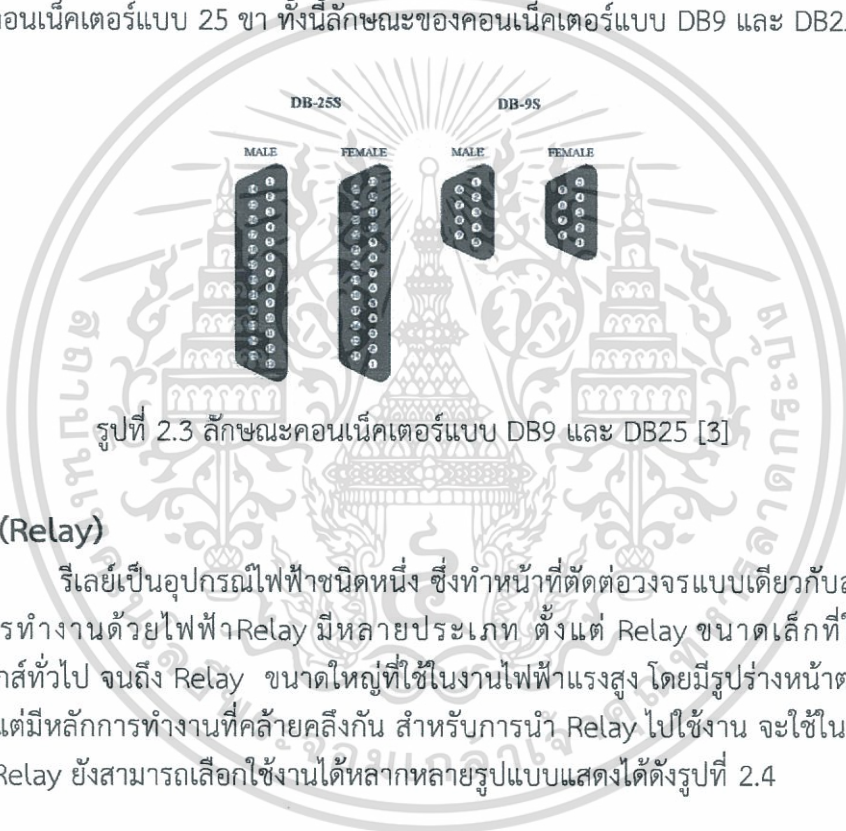 อนเน็คเตอร์แบบ 25 ขา ทั้งนี้ลักษณะของคอนเน็คเตอร์แบบ DB9 และ
DB-25S DB-9S
MALE FEMALE MALE FEMALE
รูปที่ 2.3 ลักษณะคอนเน็คเตอร์แบบ DB9 และ DB25 [3]
(Relay)
รีเลย์เป็นอุปกรณ์ไฟฟ้าชนิดหนึ่ง ซึ่งทำหน้าที่ตัดต่อวงจรแบบเดียวกับ
ทำงานด้วยไฟฟ้าRelay มีหลายประเภท ตั้งแต่ Relay ขนาดเล็กที่
กส์ทั่วไป จนถึง Relay ขนาดใหญ่ที่ใช้ในงานไฟฟ้าแรงสูง โดยมีรูปร่างหน้าต
แต่มีหลักการทำงานที่คล้ายคลึงกัน สำหรับการนำ Relay ไปใช้งาน จะใช้ใน
Relay ยังสามารถเลือกใช้งานได้หลากหลายรูปแบบแสดงได้ดังรูปที่ 2.4